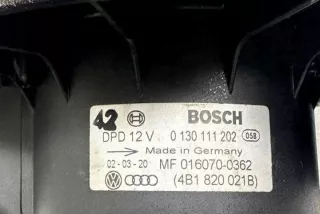 42 BOSCH
DPD 12 V 0 130 111 202 058
Made in Germany
02-03-20 MF 016070-0362
(4B1 820 021B)